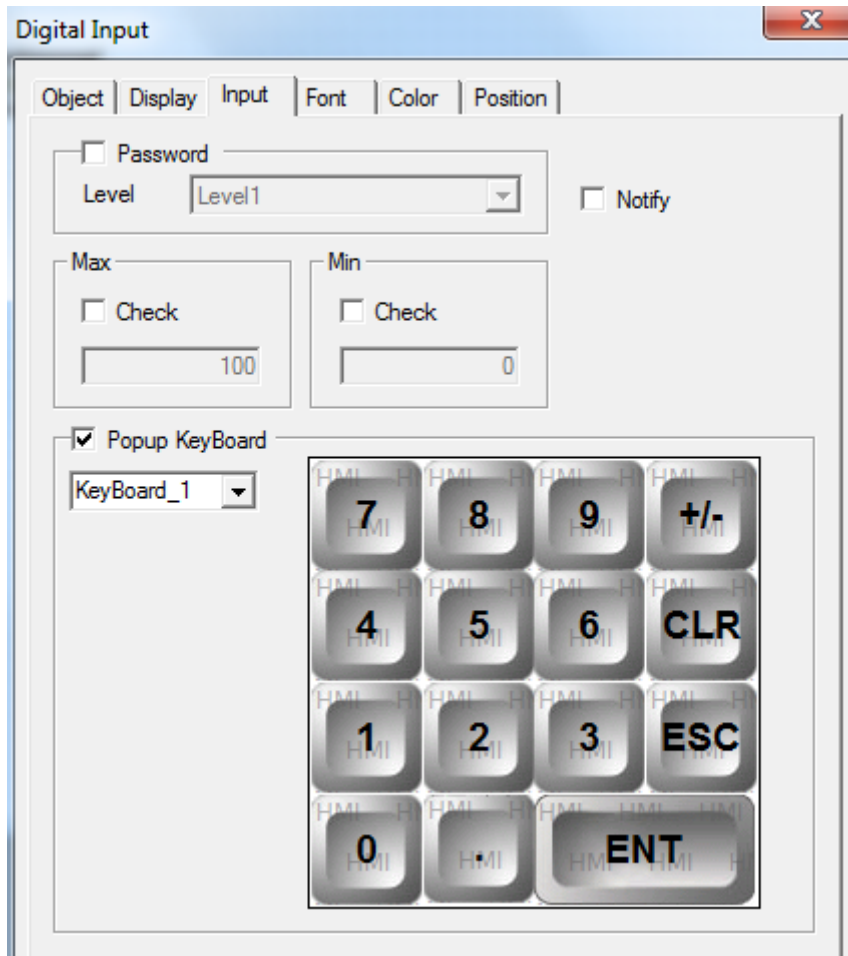 Digital Input
x
Object Display Input Font Color Position
Password
Level Level1
Notify
Max Min
Check Check
100 0
Popup KeyBoard
KeyBoard_1
7 8 9 +/-
4 5 6 CLR
1 2 3 ESC
0 . ENT
HMI